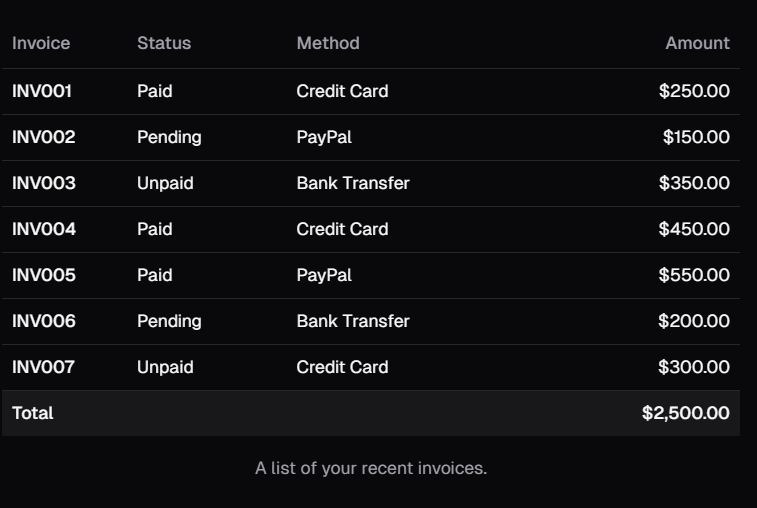 Invoice Status Method Amount
INV001 Paid Credit Card $250.00
INV002 Pending PayPal $150.00
INV003 Unpaid Bank Transfer $350.00
INV004 Paid Credit Card $450.00
INV005 Paid PayPal $550.00
INV006 Pending Bank Transfer $200.00
INV007 Unpaid Credit Card $300.00
Total $2,500.00
A list of your recent invoices.